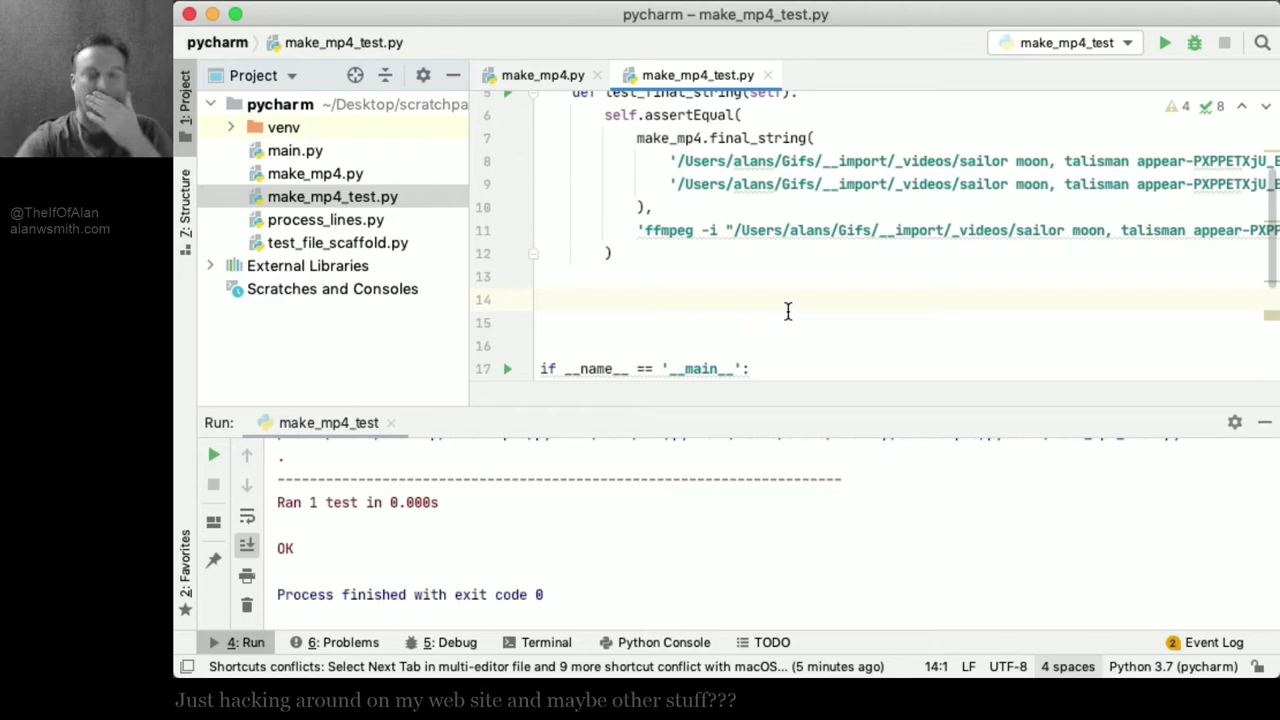 pycharm – make_mp4_test.py
pycharm
make_mp4_test.py
make_mp4_test
1: Project
Project
make_mp4.py
make_mp4_test.py
pycharm ~/Desktop/scratchpa
venv
main.py
make_mp4.py
make_mp4_test.py
process_lines.py
test_file_scaffold.py
External Libraries
Scratches and Consoles
Z: Structure
4 8
5 def test_final_string(self):
6 self.assertEqual(
7 make_mp4.final_string(
8 '/Users/alans/Gifs/__import/_videos/sailor moon, talisman appear-PXPPETXjU_E
9 '/Users/alans/Gifs/__import/_videos/sailor moon, talisman appear-PXPPETXjU_E
10 ),
11 'ffmpeg -i "/Users/alans/Gifs/__import/_videos/sailor moon, talisman appear-PXPP
12 )
13
14
15
16
17 if __name__ == '__main__':
@TheIfOfAlan
alanwsmith.com
Run:
make_mp4_test
.
----------------------------------------------------------------------
Ran 1 test in 0.000s
OK
Process finished with exit code 0
2: Favorites
4: Run
6: Problems
5: Debug
Terminal
Python Console
TODO
2 Event Log
Shortcuts conflicts: Select Next Tab in multi-editor file and 9 more shortcut conflict with macOS... (5 minutes ago)
14:1
LF
UTF-8
4 spaces
Python 3.7 (pycharm)
Just hacking around on my web site and maybe other stuff???